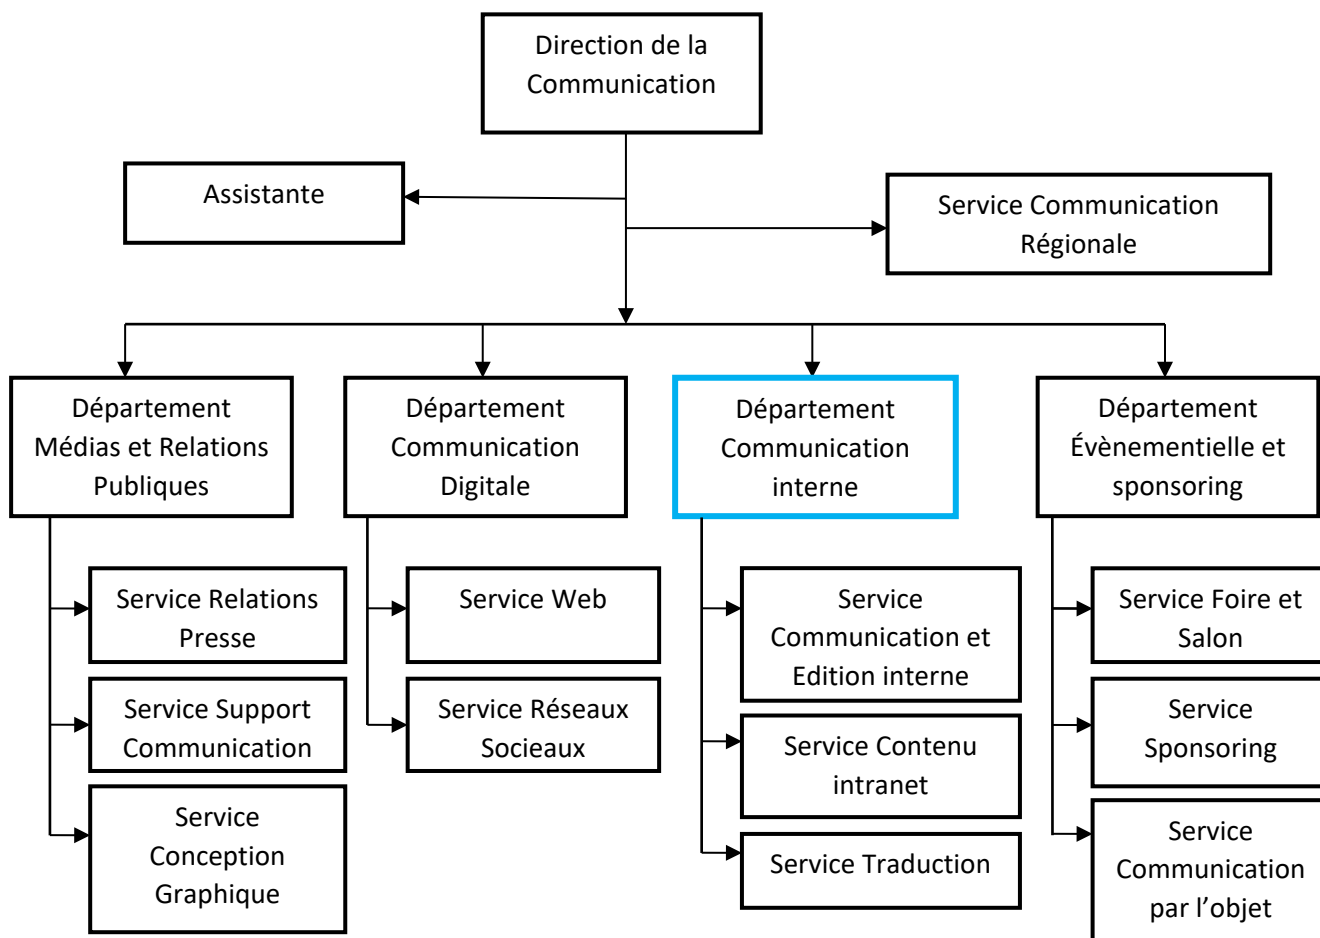 Direction de la
Communication
Assistante
Service Communication
Régionale
Département
Médias et Relations
Publiques
Département
Communication
Digitale
Département
Communication
interne
Département
Évènementielle et
sponsoring
Service Relations
Presse
Service Support
Communication
Service
Conception
Graphique
Service Web
Service Réseaux
Socieaux
Service
Communication et
Edition interne
Service Contenu
intranet
Service Traduction
Service Foire et
Salon
Service
Sponsoring
Service
Communication
par l’objet